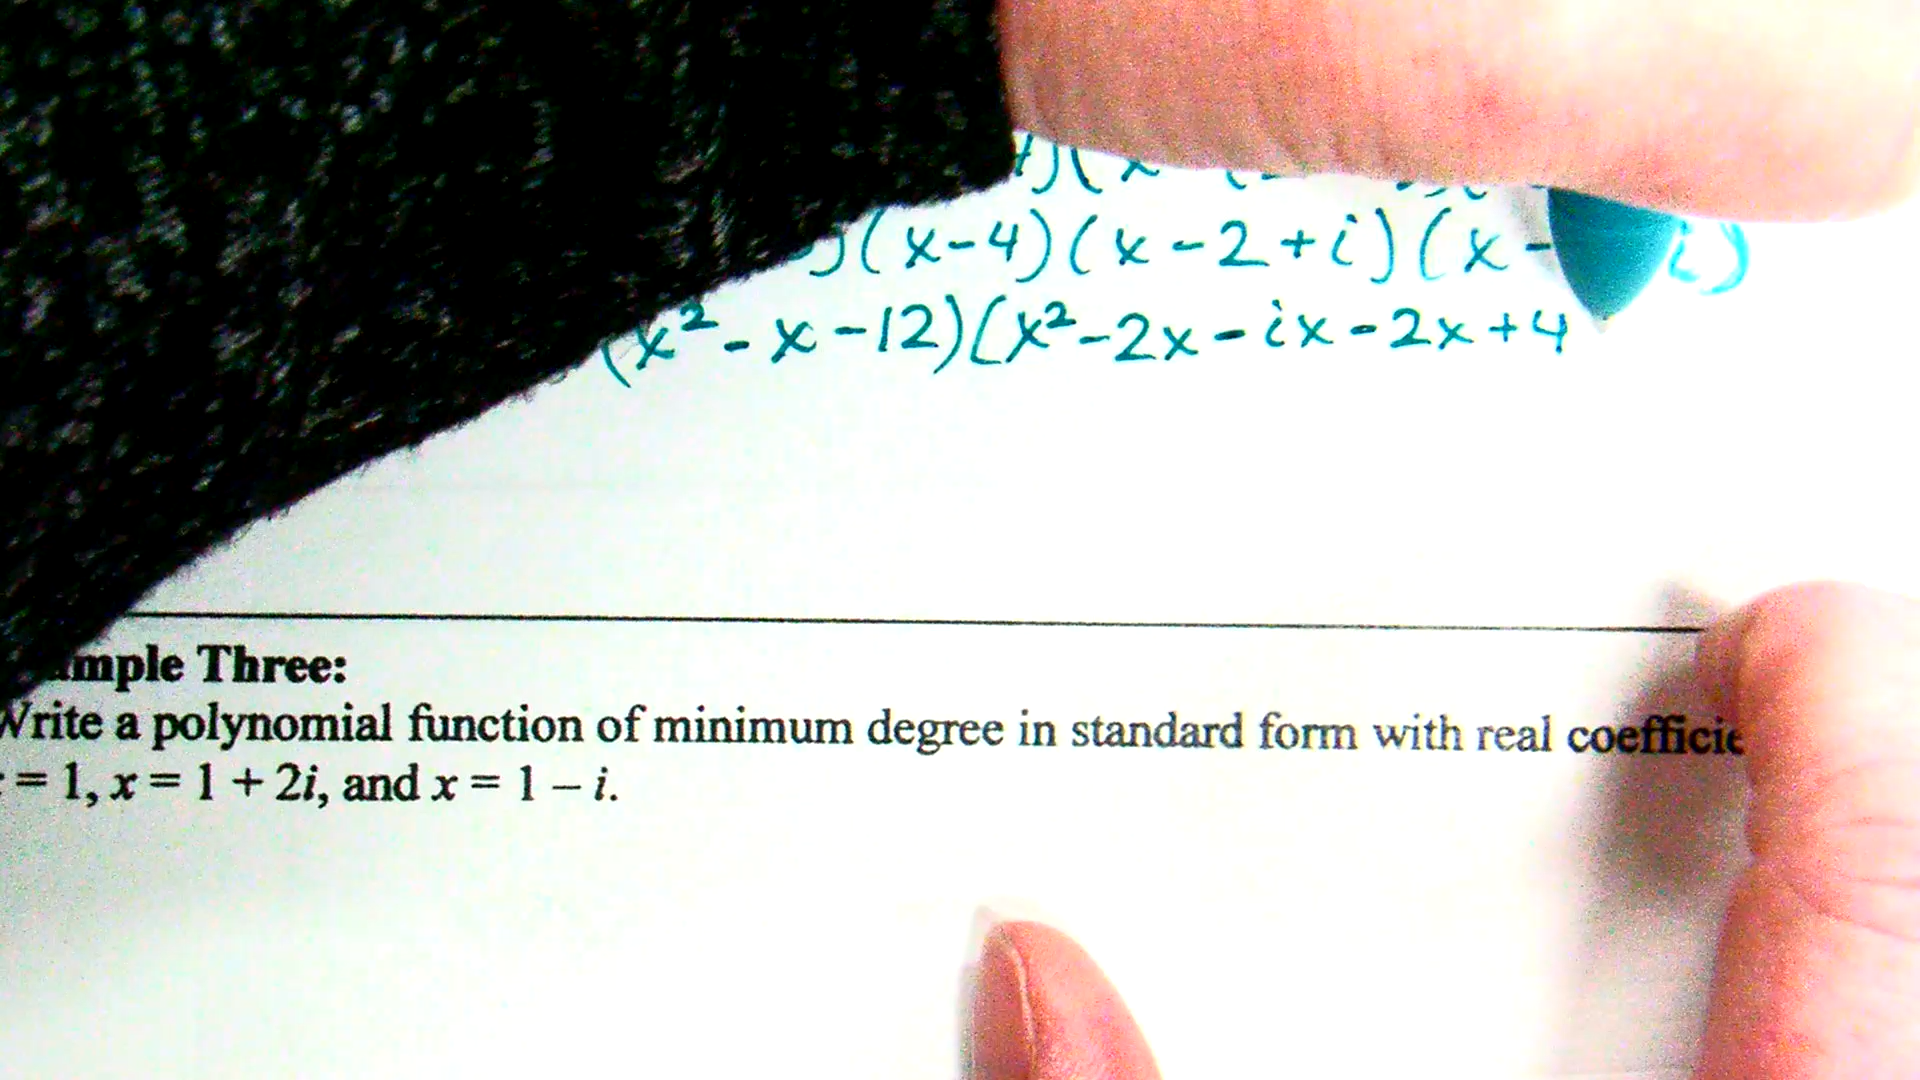 )(x-4)(x-2+i)(x- i)
(x²-x-12)(x²-2x-ix-2x+4
mple Three:
Write a polynomial function of minimum degree in standard form with real coefficie
= 1, x = 1 + 2i, and x = 1 – i.